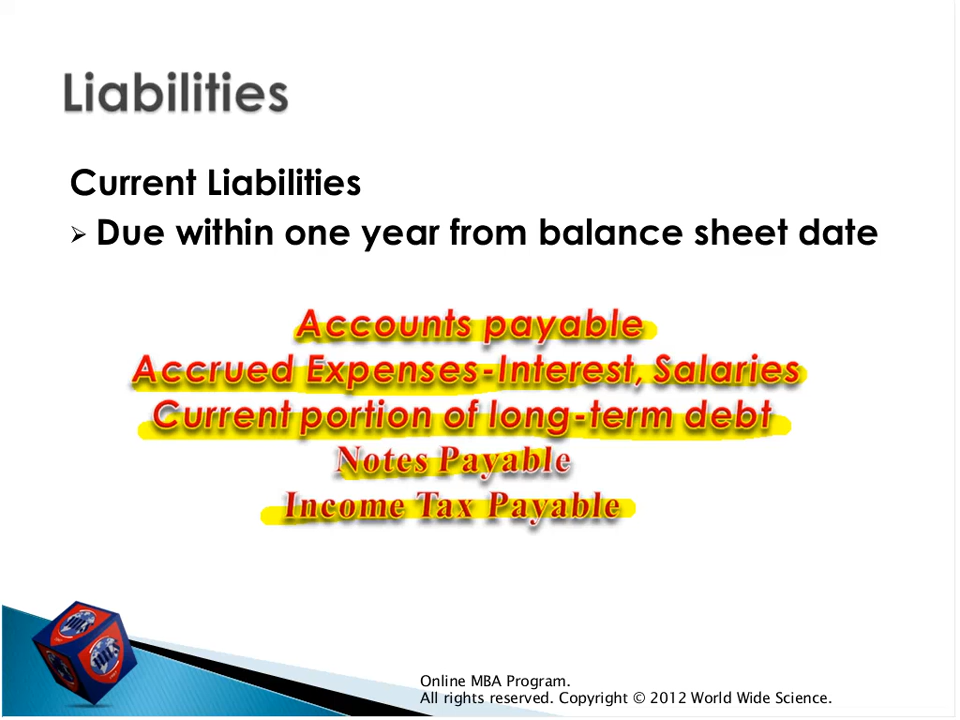 Liabilities
Current Liabilities
➢ Due within one year from balance sheet date
Accounts payable
Accrued Expenses-Interest, Salaries
Current portion of long-term debt
Notes Payable
Income Tax Payable
Online MBA Program.
All rights reserved. Copyright © 2012 World Wide Science.